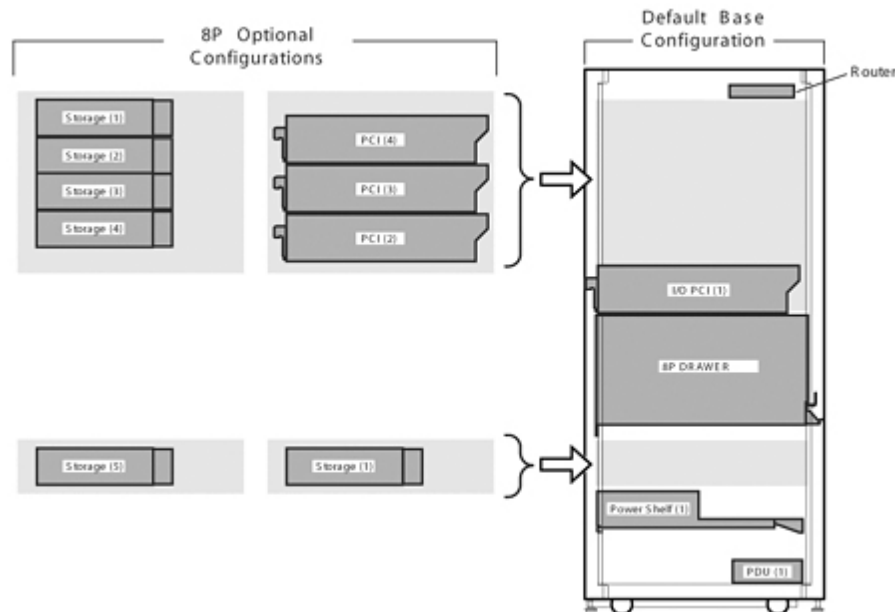 8P Optional
Configurations
Default Base
Configuration
Router
Storage (1)
Storage (2)
Storage (3)
Storage (4)
PCI (4)
PCI (3)
PCI (2)
I/O PCI (1)
8P DRAWER
Storage (5)
Storage (1)
Power Shelf (1)
PDU (1)